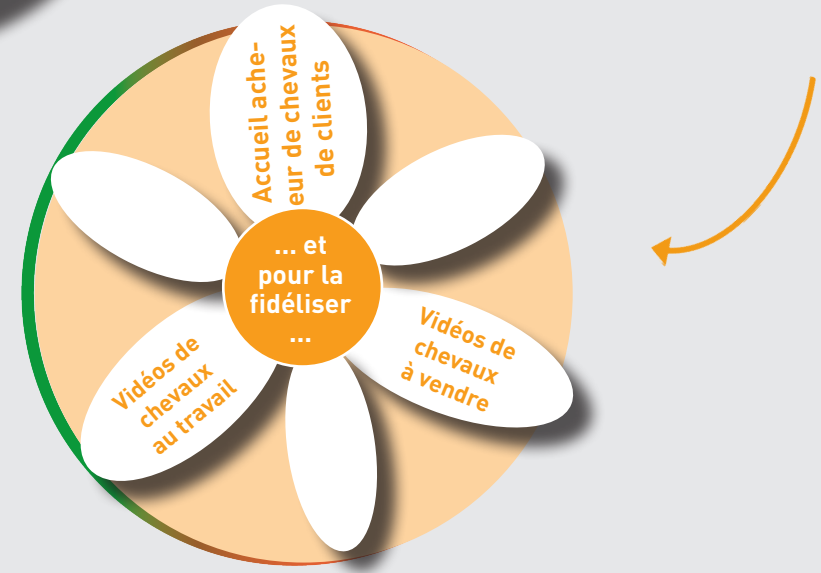 Accueil ache-
eur de chevaux
de clients
... et
pour la
fidéliser
...
Vidéos de
chevaux
à vendre
Vidéos de
chevaux
au travail